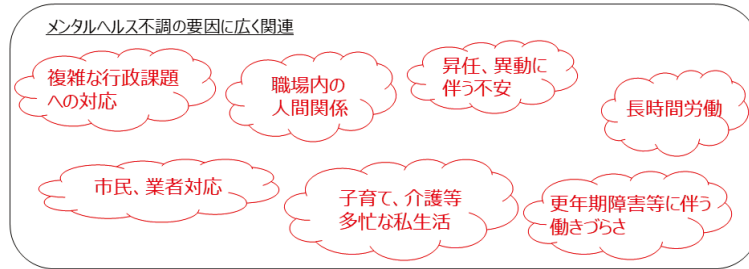 メンタルヘルス不調の要因に広く関連
複雑な行政課題
への対応
職場内の
人間関係
昇任、異動に
伴う不安
長時間労働
市民、業者対応
子育て、介護等
多忙な私生活
更年期障害等に伴う
働きづらさ